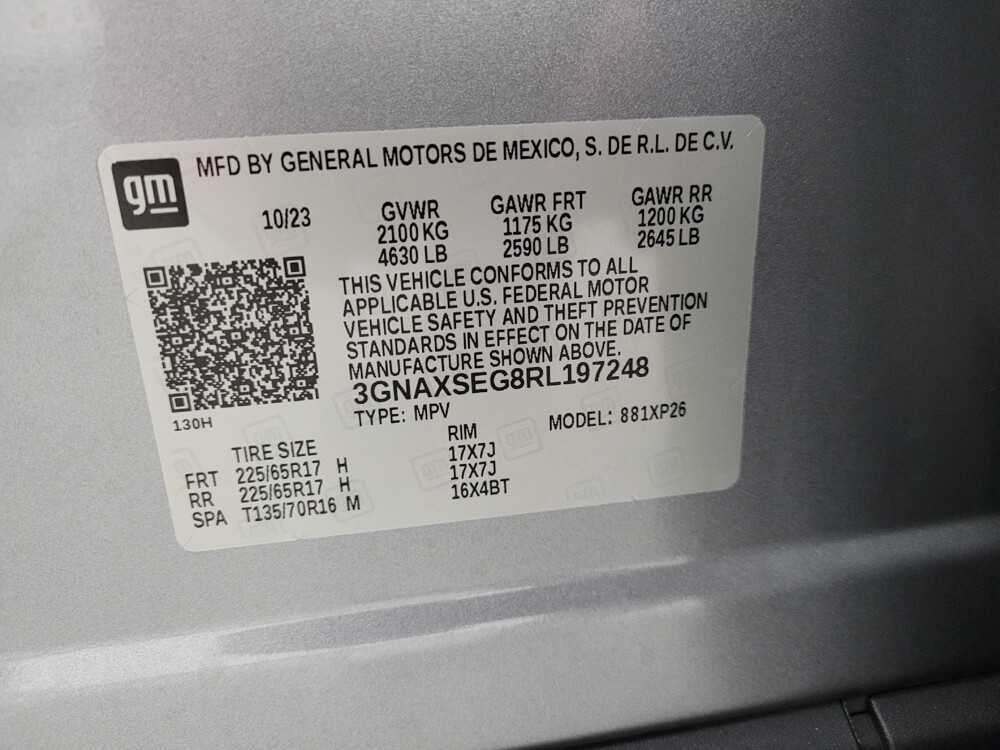 gm
MFD BY GENERAL MOTORS DE MEXICO, S. DE R.L. DE C.V.
10/23 GVWR GAWR FRT GAWR RR
2100 KG 1175 KG 1200 KG
4630 LB 2590 LB 2645 LB
THIS VEHICLE CONFORMS TO ALL
APPLICABLE U.S. FEDERAL MOTOR
VEHICLE SAFETY AND THEFT PREVENTION
STANDARDS IN EFFECT ON THE DATE OF
MANUFACTURE SHOWN ABOVE.
3GNAXSEG8RL197248
130H
TYPE: MPV MODEL: 881XP26
TIRE SIZE RIM
FRT 225/65R17 H 17X7J
RR 225/65R17 H 17X7J
SPA T135/70R16 M 16X4BT